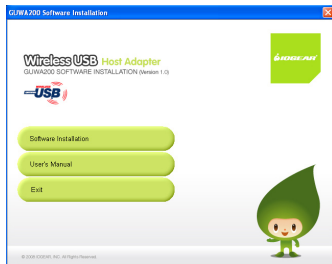 GUWA200 Software Installation
Wireless USB Host Adapter
GUWA200 SOFTWARE INSTALLATION (Version 1.0)
IOGEAR
USB
Software Installation
User's Manual
Exit
© 2008 IOGEAR, INC. All Rights Reserved.